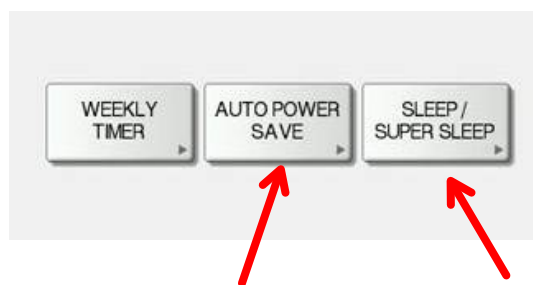 WEEKLY
TIMER
AUTO POWER
SAVE
SLEEP /
SUPER SLEEP